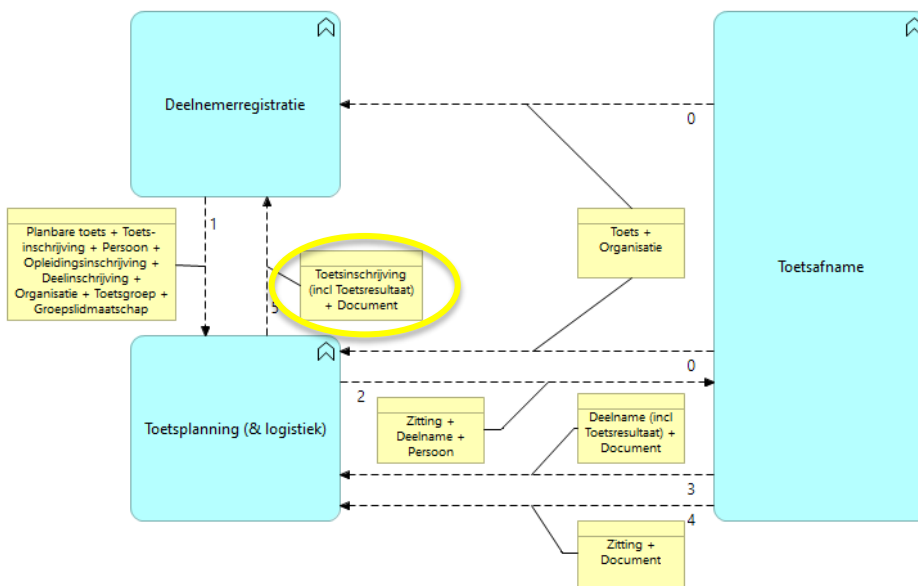 Deelnemerregistratie
0
1
Planbare toets + Toets-
inschrijving + Persoon +
Opleidingsinschrijving +
Deelinschrijving +
Organisatie + Toetsgroep +
Groepslidmaatschap
Toetsinschrijving
(incl Toetsresultaat)
+ Document
5
Toets +
Organisatie
Toetsafname
0
2
Toetsplanning (& logistiek)
Zitting +
Deelname +
Persoon
Deelname (incl
Toetsresultaat) +
Document
3
4
Zitting +
Document